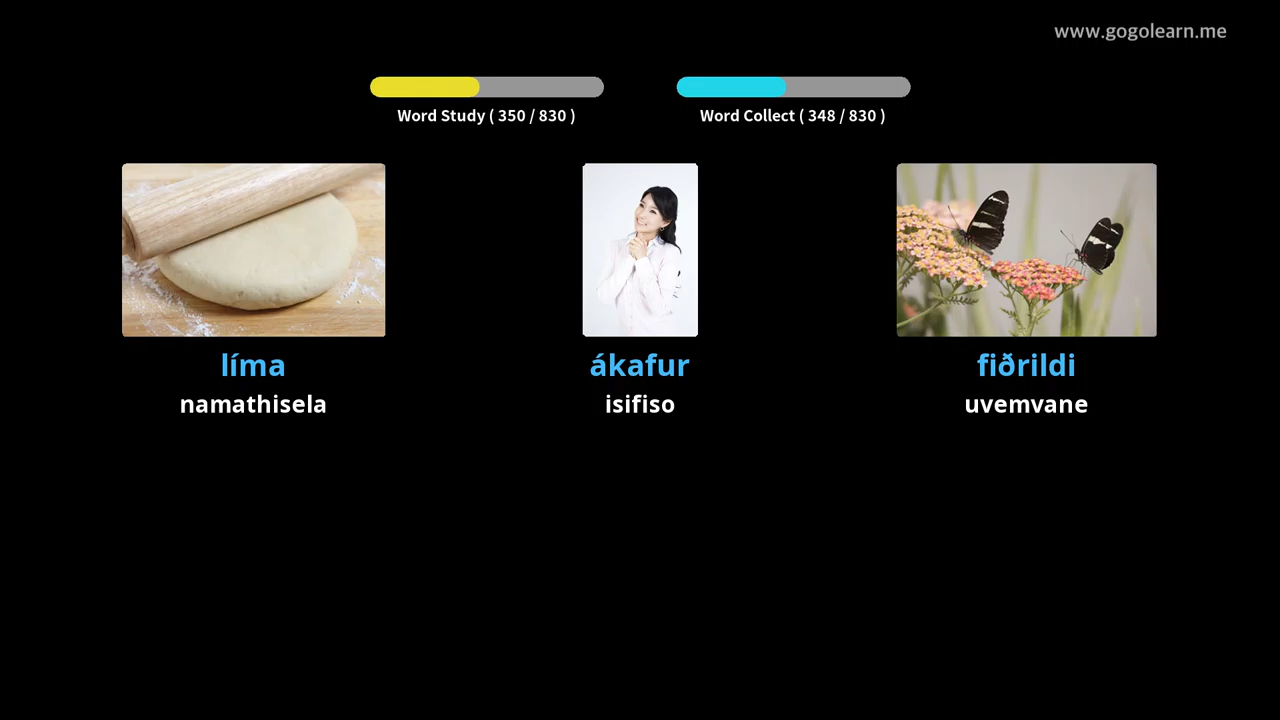 www.gogolearn.me
Word Study ( 350 / 830 )
Word Collect ( 348 / 830 )
líma
ákafur
fiðrildi
namathisela
isifiso
uvemvane